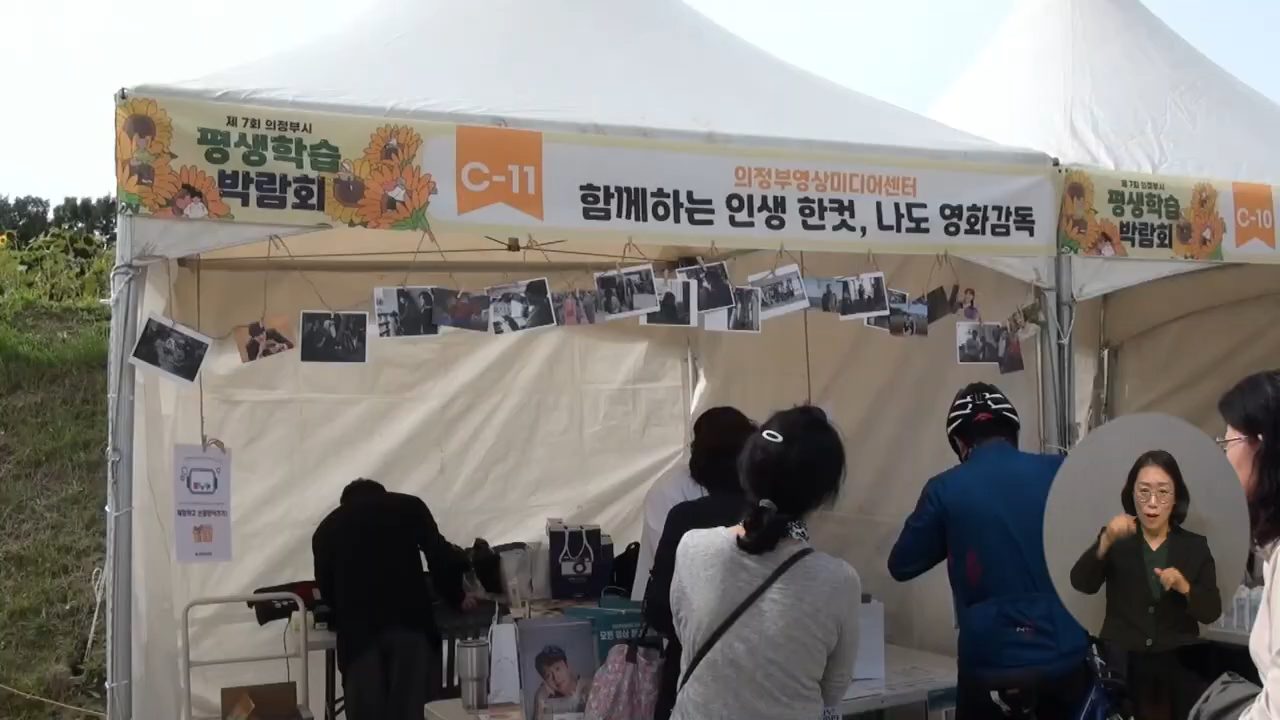 제 7회 의정부시
평생학습
박람회
C-11
의정부영상미디어센터
함께하는 인생 한컷, 나도 영화감독
제 7회 의정부시
평생학습
박람회
C-10